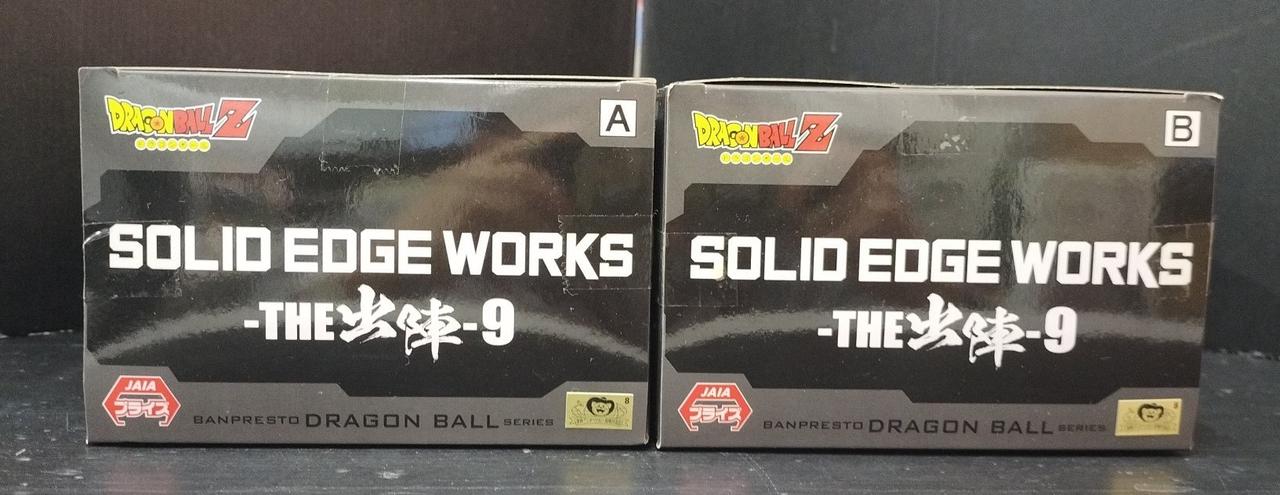 DRAGON BALL Z
A
SOLID EDGE WORKS
-THE出陣-9
JAIA
プライズ
BANPRESTO DRAGON BALL SERIES
8
DRAGON BALL Z
B
SOLID EDGE WORKS
-THE出陣-9
JAIA
プライズ
BANPRESTO DRAGON BALL SERIES
8